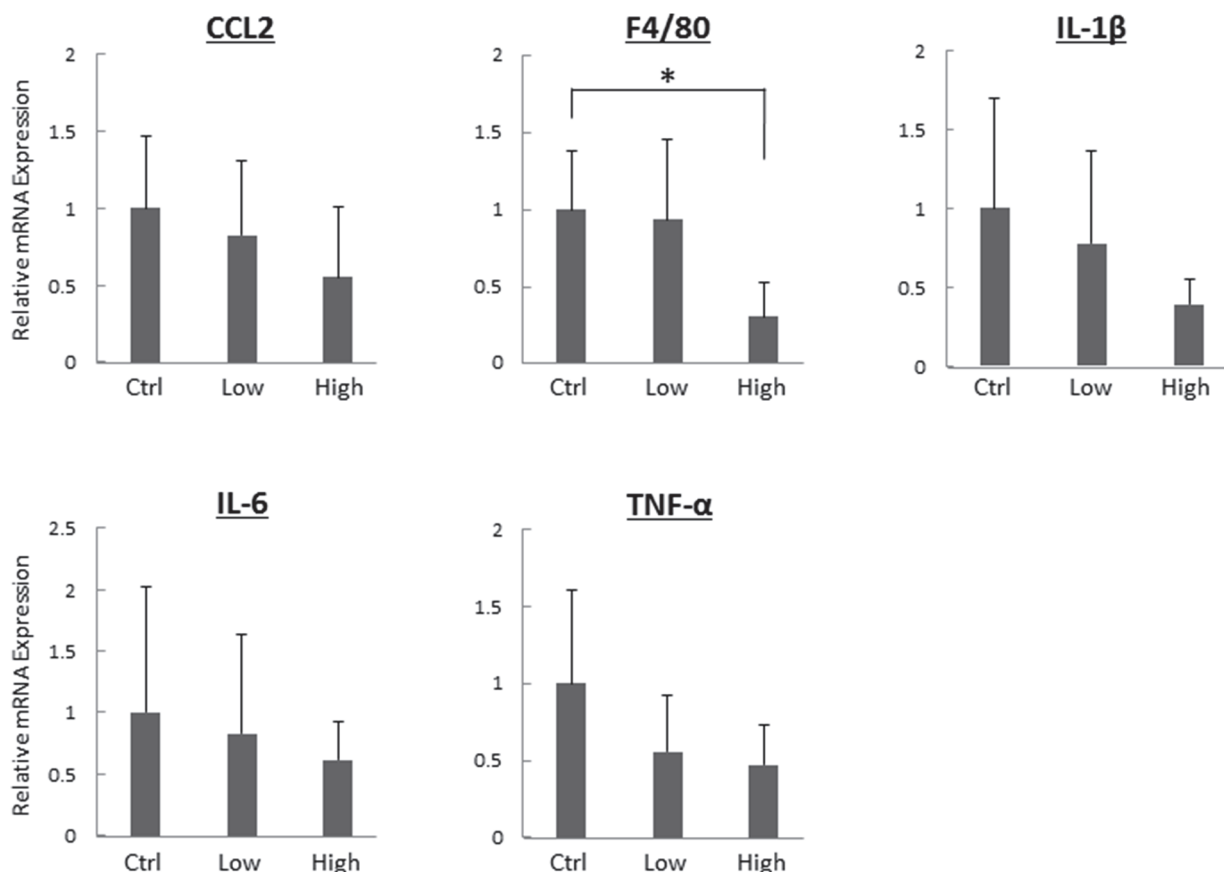 CCL2
Relative mRNA Expression
2
1.5
1
0.5
0
Ctrl Low High
F4/80
*
2
1.5
1
0.5
0
Ctrl Low High
IL-1β
2
1.5
1
0.5
0
Ctrl Low High
IL-6
Relative mRNA Expression
2.5
2
1.5
1
0.5
0
Ctrl Low High
TNF-α
2
1.5
1
0.5
0
Ctrl Low High